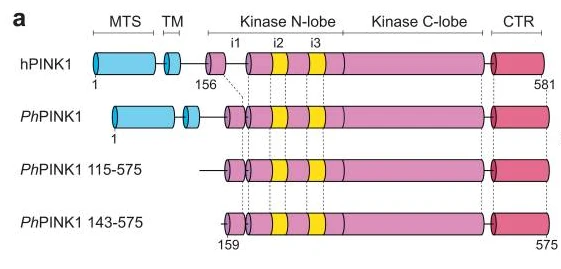 a
MTS TM Kinase N-lobe Kinase C-lobe CTR
i1 i2 i3
hPINK1
1 156 581
PhPINK1
1
PhPINK1 115-575
PhPINK1 143-575
159 575